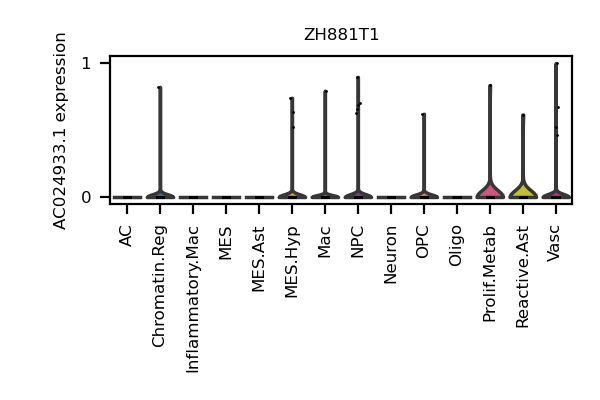 ZH881T1
AC024933.1 expression
1
0
AC
Chromatin.Reg
Inflammatory.Mac
MES
MES.Ast
MES.Hyp
Mac
NPC
Neuron
OPC
Oligo
Prolif.Metab
Reactive.Ast
Vasc